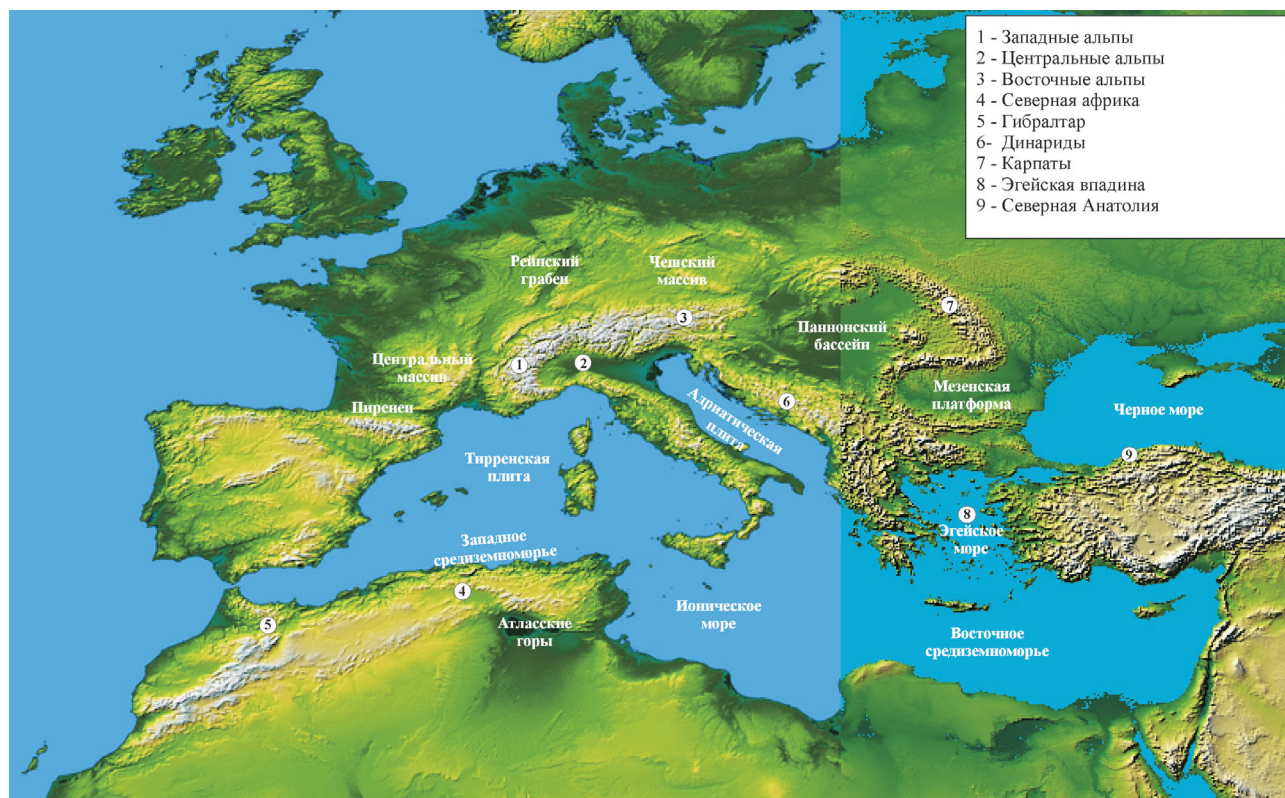 1 - Западные альпы
2 - Центральные альпы
3 - Восточные альпы
4 - Северная африка
5 - Гибралтар
6- Динариды
7 - Карпаты
8 - Эгейская впадина
9 - Северная Анатолия
Рейнский
грабен
Чешский
массив
7
3
Паннонский
бассейн
1
2
Центральный
массив
Мезенская
платформа
Пиренеи
6
Адриатическая
плита
Черное море
9
Тирренская
плита
8
Эгейское
море
Западное
средиземноморье
4
Ионическое
море
5
Атласские
горы
Восточное
средиземноморье